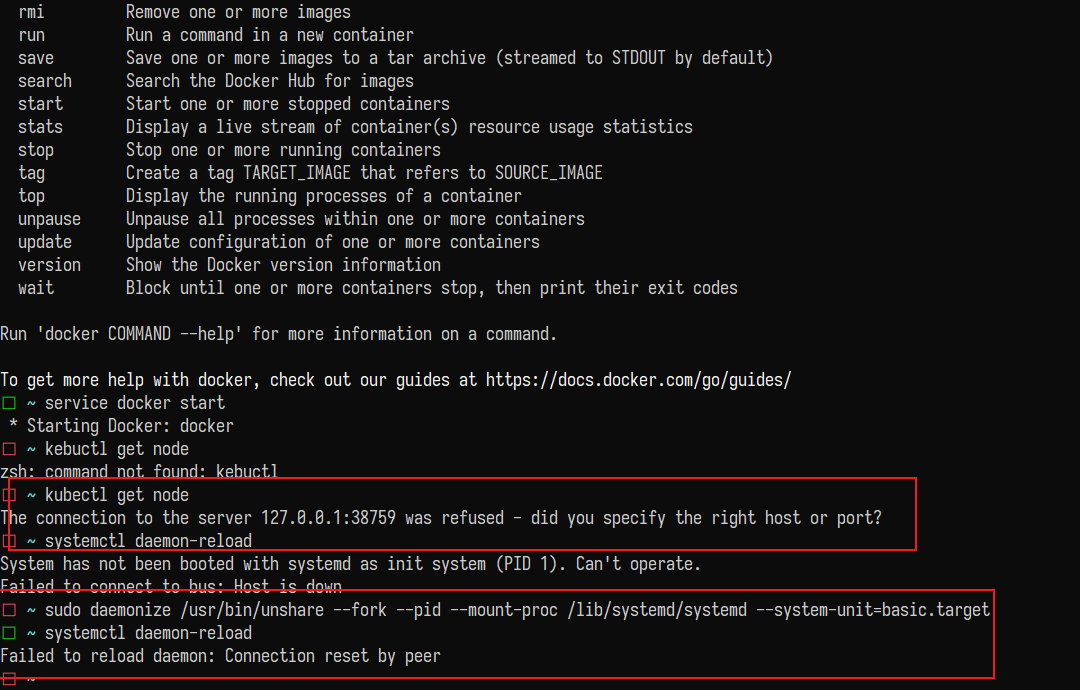 rmi Remove one or more images
run Run a command in a new container
save Save one or more images to a tar archive (streamed to STDOUT by default)
search Search the Docker Hub for images
start Start one or more stopped containers
stats Display a live stream of container(s) resource usage statistics
stop Stop one or more running containers
tag Create a tag TARGET_IMAGE that refers to SOURCE_IMAGE
top Display the running processes of a container
unpause Unpause all processes within one or more containers
update Update configuration of one or more containers
version Show the Docker version information
wait Block until one or more containers stop, then print their exit codes
Run 'docker COMMAND --help' for more information on a command.
To get more help with docker, check out our guides at https://docs.docker.com/go/guides/
□ ~ service docker start
* Starting Docker: docker
□ ~ kebuctl get node
zsh: command not found: kebuctl
□ ~ kubectl get node
The connection to the server 127.0.0.1:38759 was refused - did you specify the right host or port?
□ ~ systemctl daemon-reload
System has not been booted with systemd as init system (PID 1). Can't operate.
Failed to connect to bus: Host is down
□ ~ sudo daemonize /usr/bin/unshare --fork --pid --mount-proc /lib/systemd/systemd --system-unit=basic.target
□ ~ systemctl daemon-reload
Failed to reload daemon: Connection reset by peer
□ ~